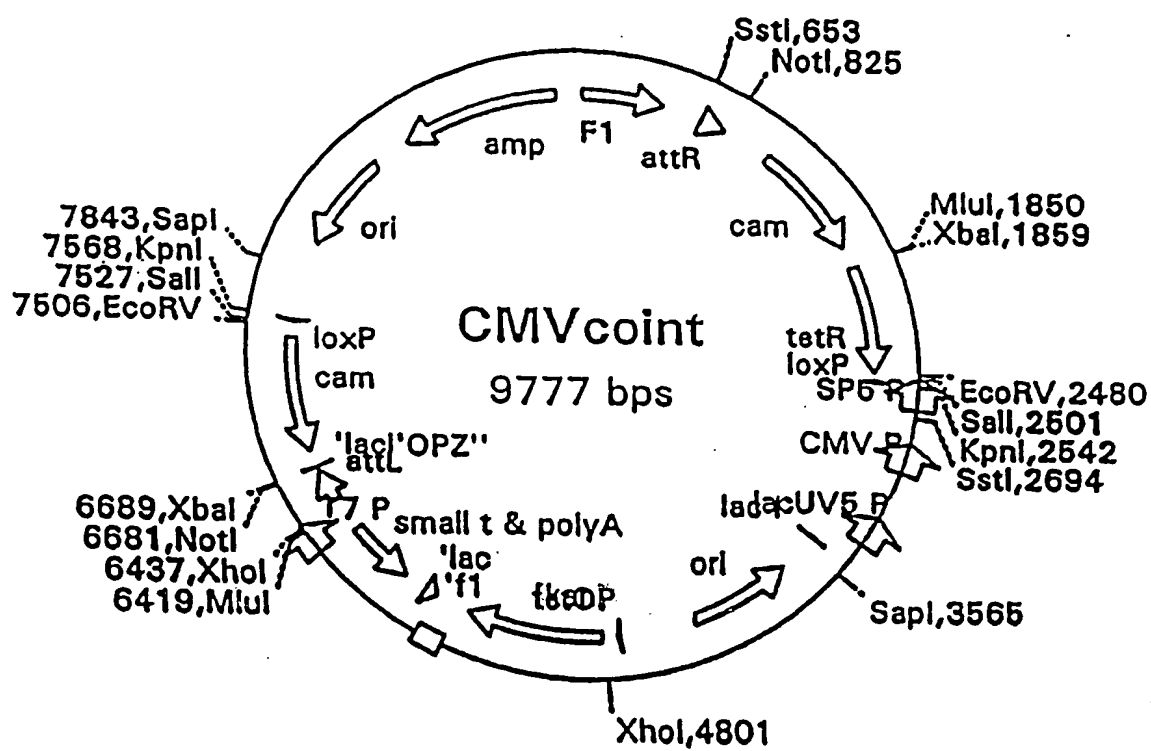 SstI,653
NotI,825
amp
F1
attR
cam
MluI,1850
XbaI,1859
7843,SapI
7568,KpnI
7527,SalI
7506,EcoRV
ori
loxP
cam
CMVcoint
9777 bps
tetR
loxP
SP6 P
EcoRV,2480
SalI,2501
KpnI,2542
SstI,2694
CMV P
lacUV5 P
'lacI'OPZ''
attL
T7 P
small t & polyA
'lac
'f1
6689,XbaI
6681,NotI
6437,XhoI
6419,MluI
ori
SapI,3565
XhoI,4801